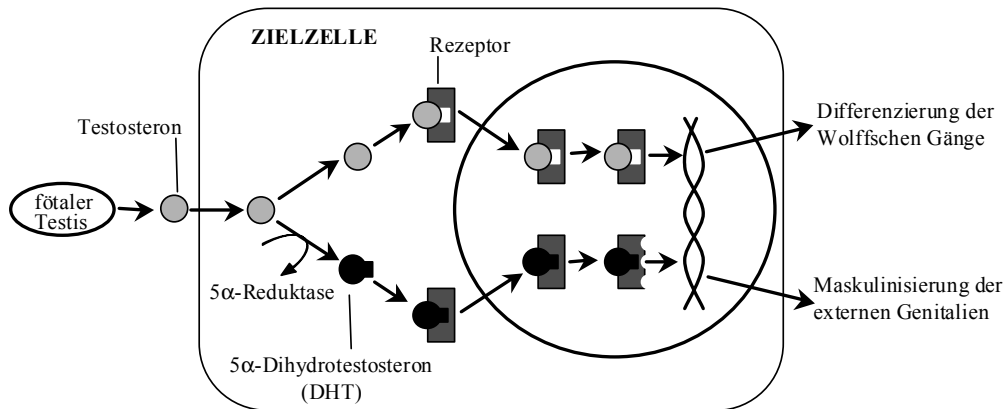 ZIELZELLE
Rezeptor
Testosteron
fötaler
Testis
5α-Reduktase
5α-Dihydrotestosteron
(DHT)
Differenzierung der
Wolffschen Gänge
Maskulinisierung der
externen Genitalien